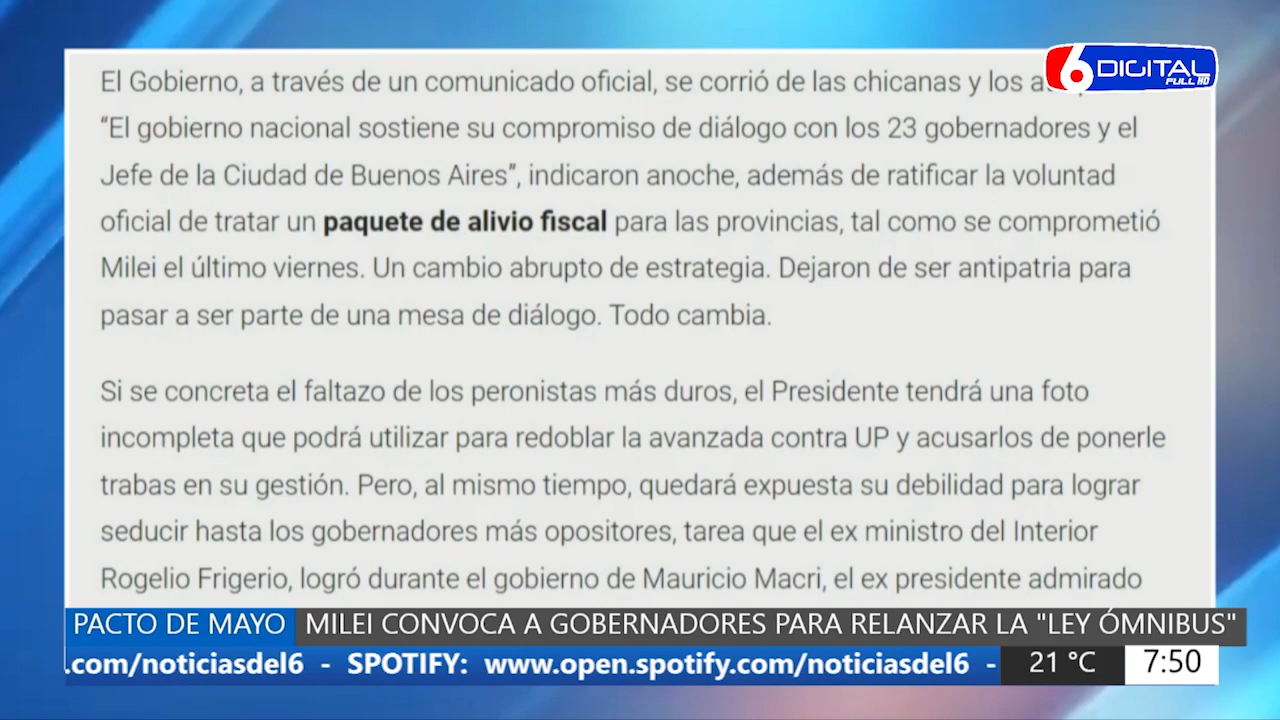 El Gobierno, a través de un comunicado oficial, se corrió de las chicanas y los
“El gobierno nacional sostiene su compromiso de diálogo con los 23 gobernadores y el
Jefe de la Ciudad de Buenos Aires”, indicaron anoche, además de ratificar la voluntad
oficial de tratar un paquete de alivio fiscal para las provincias, tal como se comprometió
Milei el último viernes. Un cambio abrupto de estrategia. Dejaron de ser antipatria para
pasar a ser parte de una mesa de diálogo. Todo cambia.
Si se concreta el faltazo de los peronistas más duros, el Presidente tendrá una foto
incompleta que podrá utilizar para redoblar la avanzada contra UP y acusarlos de ponerle
trabas en su gestión. Pero, al mismo tiempo, quedará expuesta su debilidad para lograr
seducir hasta los gobernadores más opositores, tarea que el ex ministro del Interior
Rogelio Frigerio, logró durante el gobierno de Mauricio Macri, el ex presidente admirado
6 DIGITAL
FULL HD
PACTO DE MAYO MILEI CONVOCA A GOBERNADORES PARA RELANZAR LA "LEY ÓMNIBUS"
.com/noticiasdel6 - SPOTIFY: www.open.spotify.com/noticiasdel6 - 21 °C 7:50